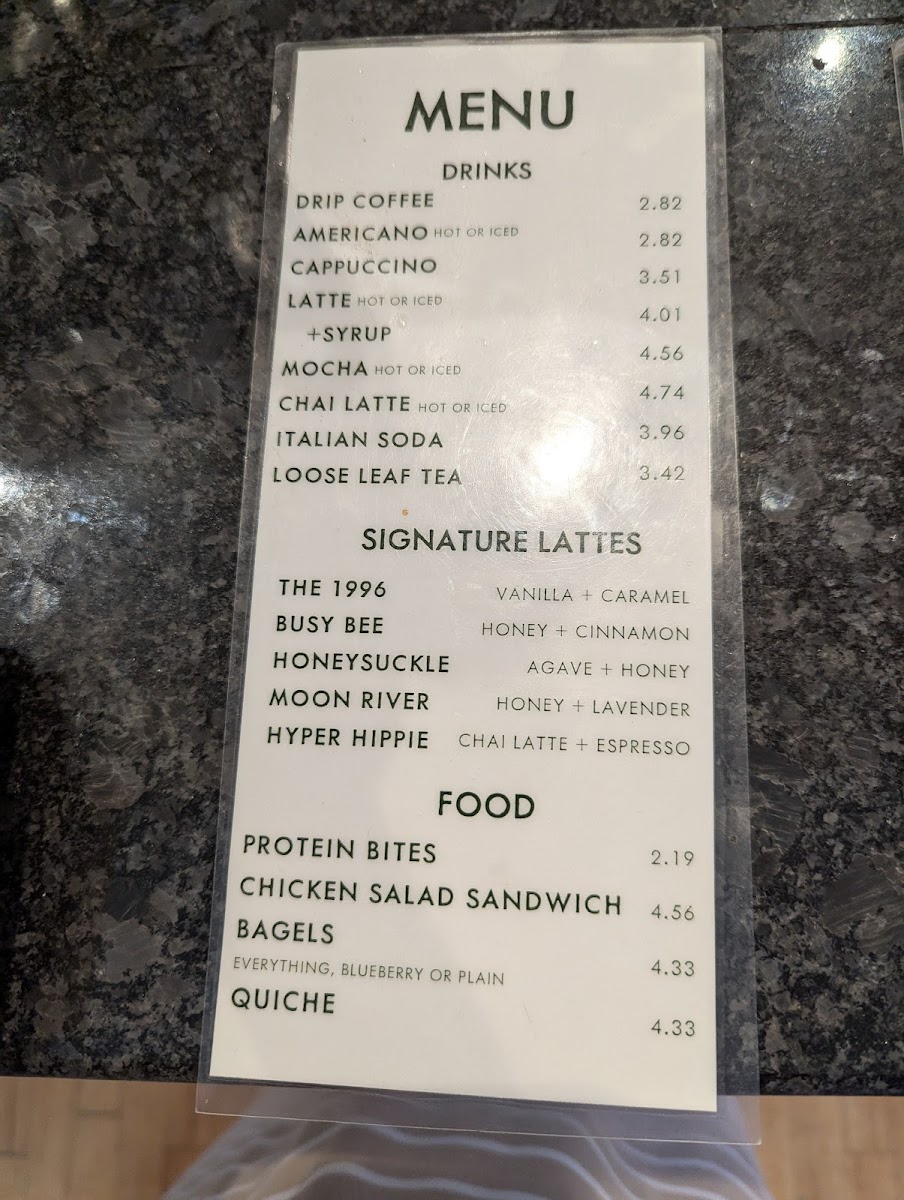 MENU
DRINKS
DRIP COFFEE 2.82
AMERICANO HOT OR ICED 2.82
CAPPUCCINO 3.51
LATTE HOT OR ICED 4.01
+SYRUP 4.56
MOCHA HOT OR ICED 4.74
CHAI LATTE HOT OR ICED
ITALIAN SODA 3.96
LOOSE LEAF TEA 3.42
SIGNATURE LATTES
THE 1996 VANILLA + CARAMEL
BUSY BEE HONEY + CINNAMON
HONEYSUCKLE AGAVE + HONEY
MOON RIVER HONEY + LAVENDER
HYPER HIPPIE CHAI LATTE + ESPRESSO
FOOD
PROTEIN BITES 2.19
CHICKEN SALAD SANDWICH 4.56
BAGELS 4.33
EVERYTHING, BLUEBERRY OR PLAIN
QUICHE 4.33